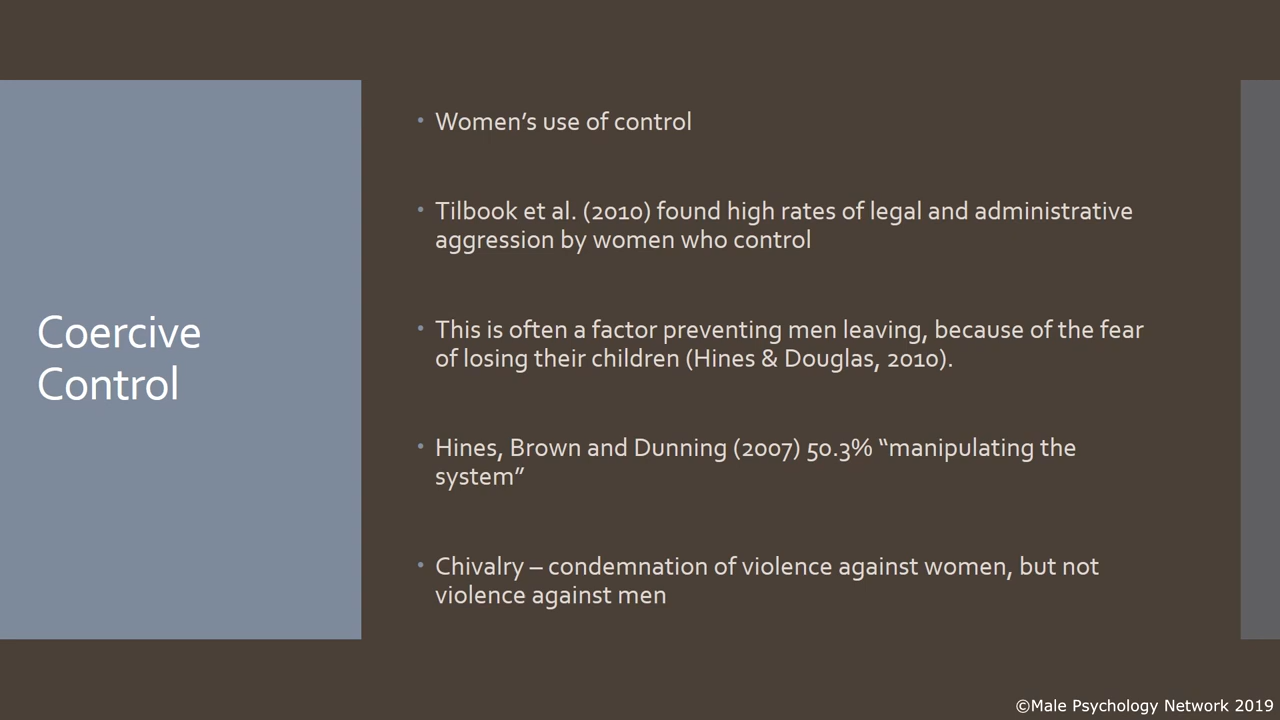 Coercive
Control
• Women’s use of control
• Tilbook et al. (2010) found high rates of legal and administrative
aggression by women who control
• This is often a factor preventing men leaving, because of the fear
of losing their children (Hines & Douglas, 2010).
• Hines, Brown and Dunning (2007) 50.3% “manipulating the
system”
• Chivalry – condemnation of violence against women, but not
violence against men
©Male Psychology Network 2019